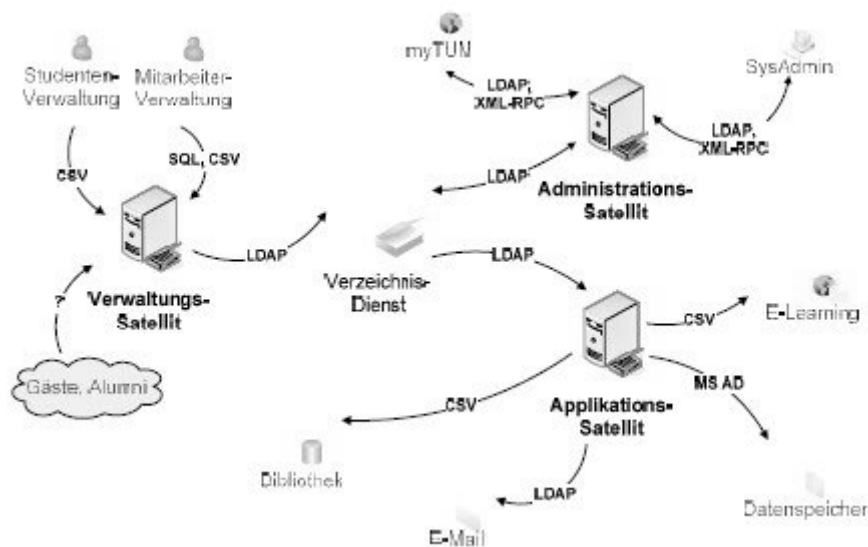 Studenten-
Verwaltung
Mitarbeiter-
Verwaltung
myTUM
SysAdmin
LDAP,
XML-RPC
LDAP,
XML-RPC
CSV
SQL, CSV
LDAP
Administrations-
Satellit
LDAP
Verzeichnis-
Dienst
LDAP
?
Verwaltungs-
Satellit
Gäste, Alumni
CSV
E-Learning
MS AD
Applikations-
Satellit
CSV
Bibliothek
LDAP
E-Mail
Datenspeicher